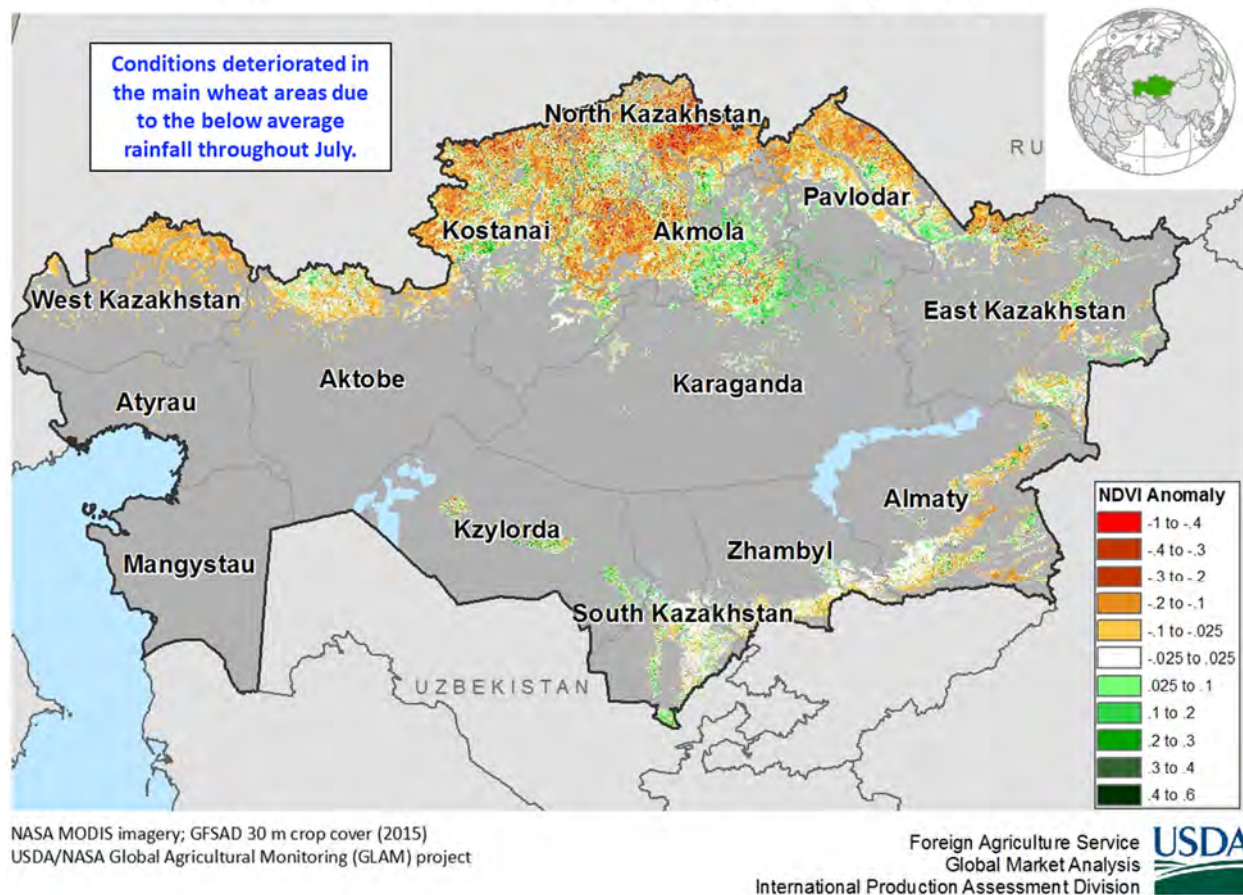 Conditions deteriorated in
the main wheat areas due
to the below average
rainfall throughout July.
North Kazakhstan
RU
Pavlodar
Kostanai
Akmola
West Kazakhstan
East Kazakhstan
Aktobe
Karaganda
Atyrau
Almaty
Kzylorda
Zhambyl
Mangystau
South Kazakhstan
UZBEKISTAN
NDVI Anomaly
-1 to -.4
-.4 to -.3
-.3 to -.2
-.2 to -.1
-.1 to -.025
-.025 to .025
.025 to .1
.1 to .2
.2 to .3
.3 to .4
.4 to .6
NASA MODIS imagery; GFSAD 30 m crop cover (2015)
USDA/NASA Global Agricultural Monitoring (GLAM) project
Foreign Agriculture Service
Global Market Analysis
International Production Assessment Division
USDA